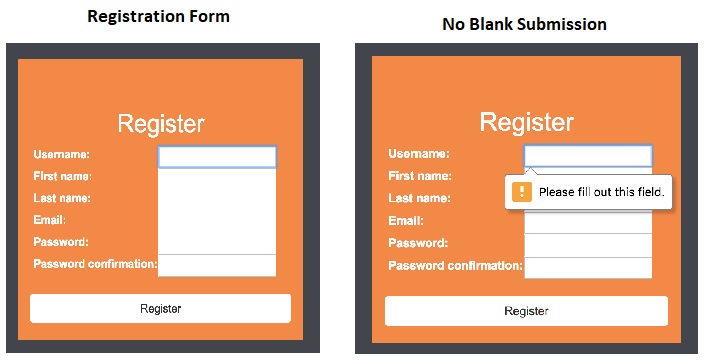 Registration Form
Register
Username:
First name:
Last name:
Email:
Password:
Password confirmation:
Register
No Blank Submission
Register
Username:
First name:
Please fill out this field.
Last name:
Email:
Password:
Password confirmation:
Register